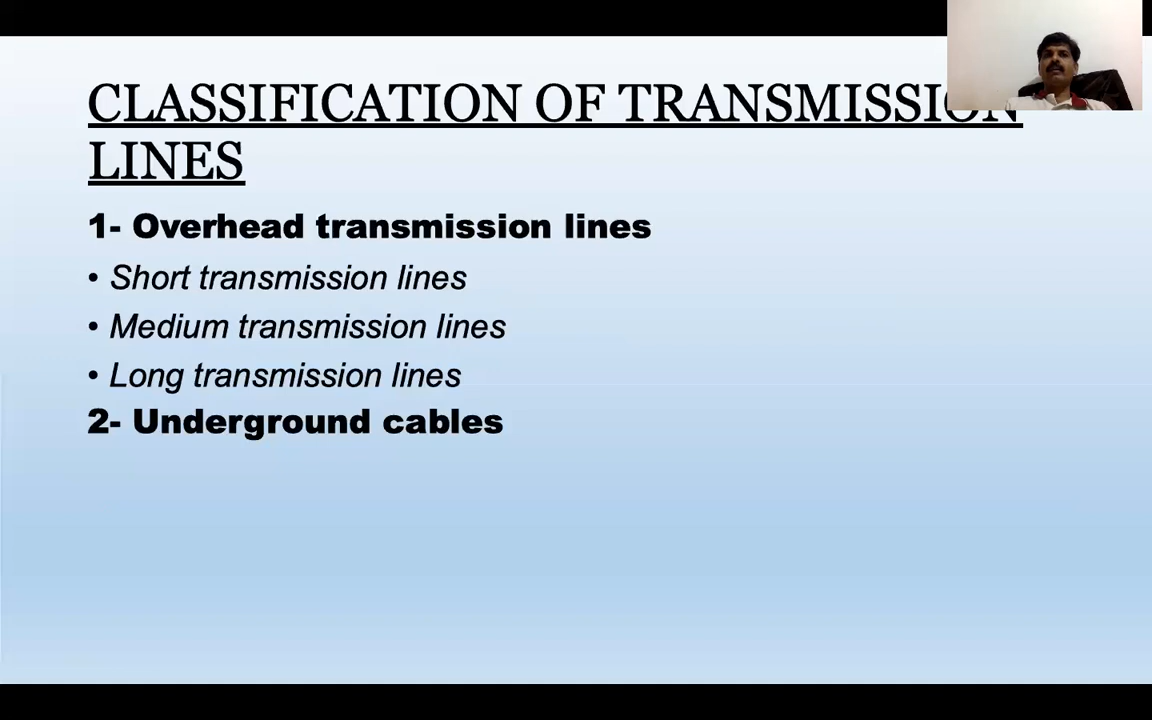 CLASSIFICATION OF TRANSMISSION
LINES
1- Overhead transmission lines
• Short transmission lines
• Medium transmission lines
• Long transmission lines
2- Underground cables